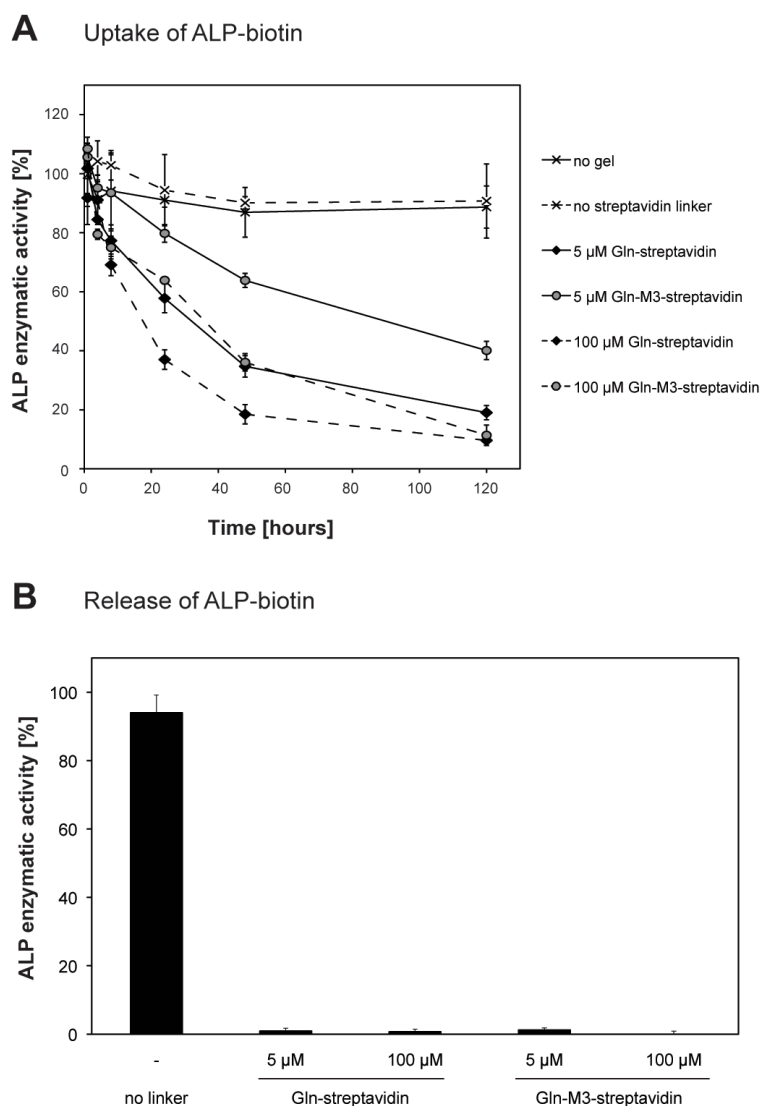 A Uptake of ALP-biotin
ALP enzymatic activity [%]
120
100
80
60
40
20
0
0 20 40 60 80 100 120
Time [hours]
no gel
no streptavidin linker
5 µM Gln-streptavidin
5 µM Gln-M3-streptavidin
100 µM Gln-streptavidin
100 µM Gln-M3-streptavidin
B Release of ALP-biotin
ALP enzymatic activity [%]
100
80
60
40
20
0
- 5 µM 100 µM 5 µM 100 µM
no linker Gln-streptavidin Gln-M3-streptavidin